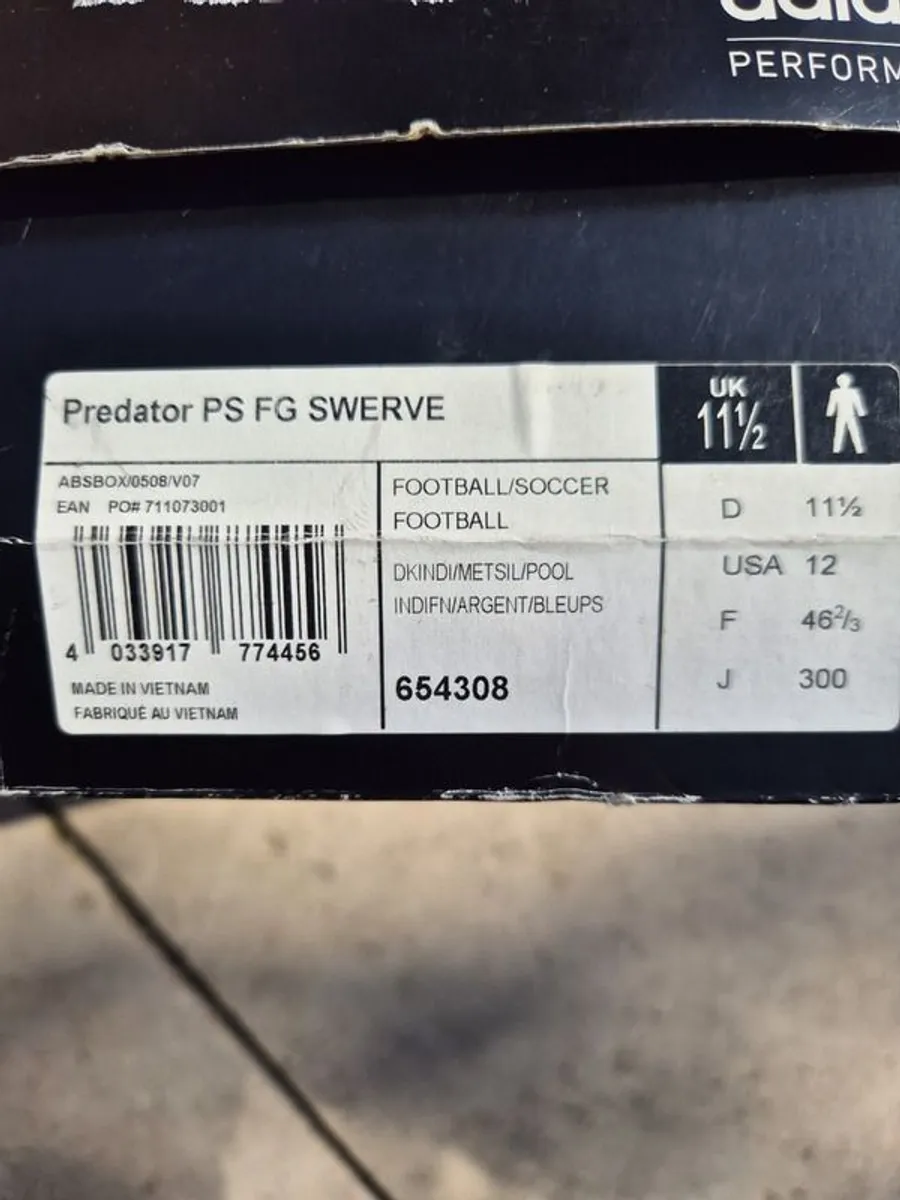 PERFORM
Predator PS FG SWERVE
UK
11½
ABSBOX/0508/V07
EAN PO# 711073001
4 033917 774456
MADE IN VIETNAM
FABRIQUÉ AU VIETNAM
FOOTBALL/SOCCER
FOOTBALL
DKINDI/METSIL/POOL
INDIFN/ARGENT/BLEUPS
654308
D 11½
USA 12
F 46⅔
J 300